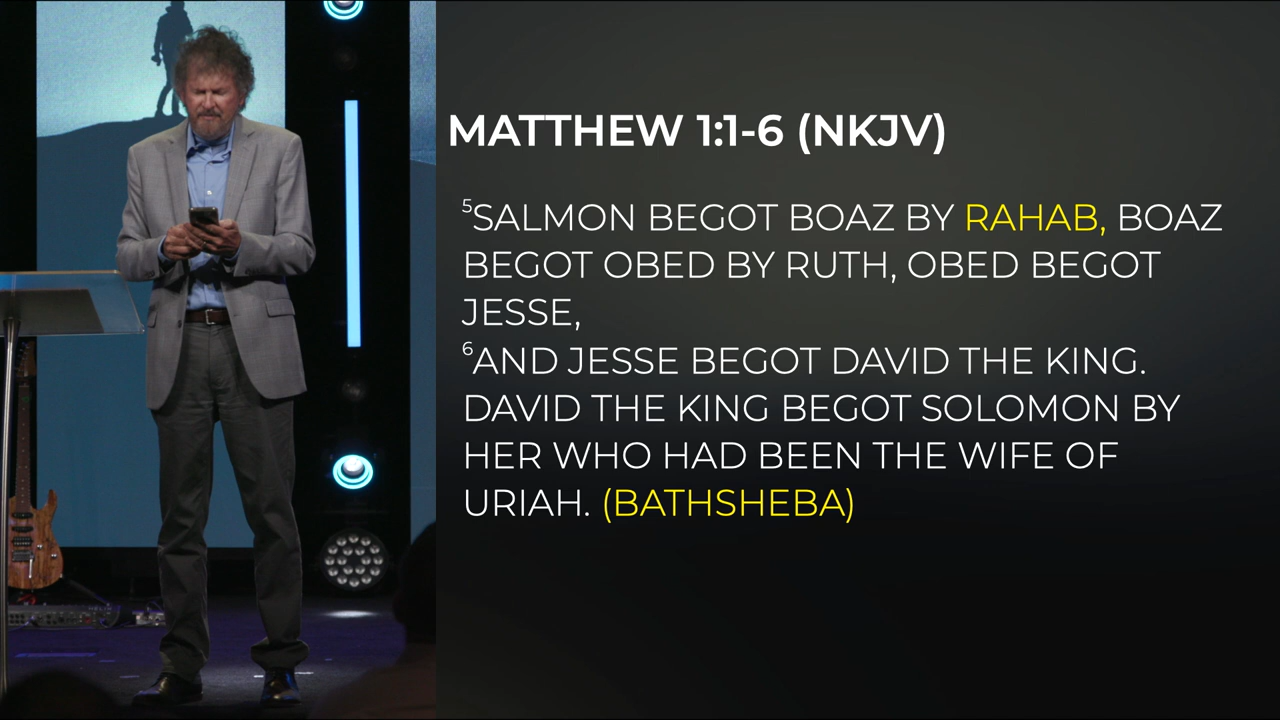 MATTHEW 1:1-6 (NKJV)
5SALMON BEGOT BOAZ BY RAHAB, BOAZ
BEGOT OBED BY RUTH, OBED BEGOT
JESSE,
6AND JESSE BEGOT DAVID THE KING.
DAVID THE KING BEGOT SOLOMON BY
HER WHO HAD BEEN THE WIFE OF
URIAH. (BATHSHEBA)